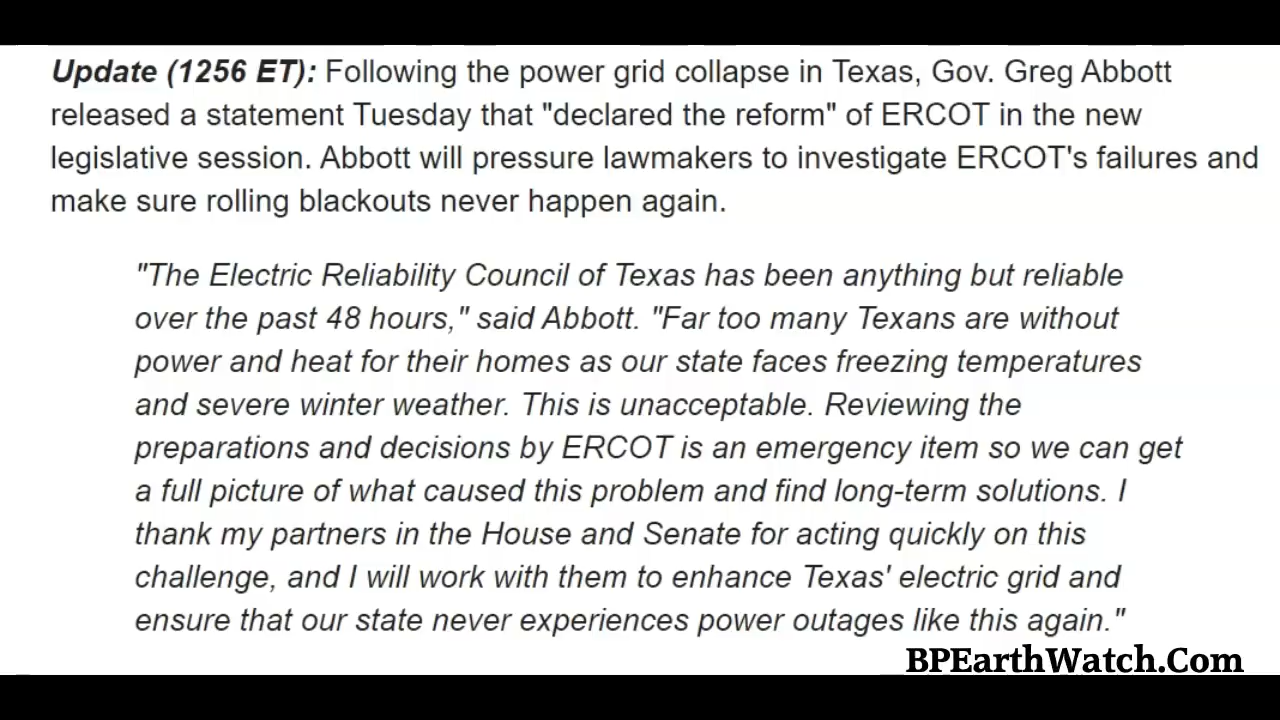 Update (1256 ET): Following the power grid collapse in Texas, Gov. Greg Abbott
released a statement Tuesday that "declared the reform" of ERCOT in the new
legislative session. Abbott will pressure lawmakers to investigate ERCOT's failures and
make sure rolling blackouts never happen again.
"The Electric Reliability Council of Texas has been anything but reliable
over the past 48 hours," said Abbott. "Far too many Texans are without
power and heat for their homes as our state faces freezing temperatures
and severe winter weather. This is unacceptable. Reviewing the
preparations and decisions by ERCOT is an emergency item so we can get
a full picture of what caused this problem and find long-term solutions. I
thank my partners in the House and Senate for acting quickly on this
challenge, and I will work with them to enhance Texas' electric grid and
ensure that our state never experiences power outages like this again."
BPEarthWatch.Com